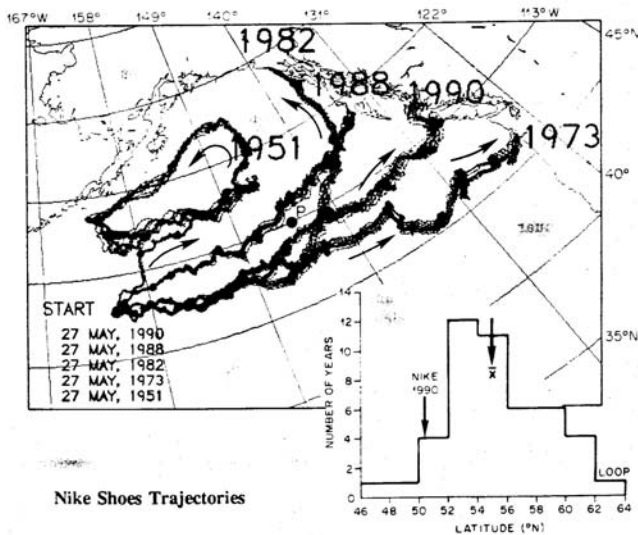 167°W 158° 149° 140° 131° 122° 113°W
45°N
40°N
35°N
1982
1988
1990
1951
1973
P
START
27 MAY, 1990
27 MAY, 1988
27 MAY, 1982
27 MAY, 1973
27 MAY, 1951
Nike Shoes Trajectories
NUMBER OF YEARS
14
12
10
8
6
4
2
0
NIKE
1990
x̄
LOOP
46 48 50 52 54 56 58 60 62 64
LATITUDE (°N)